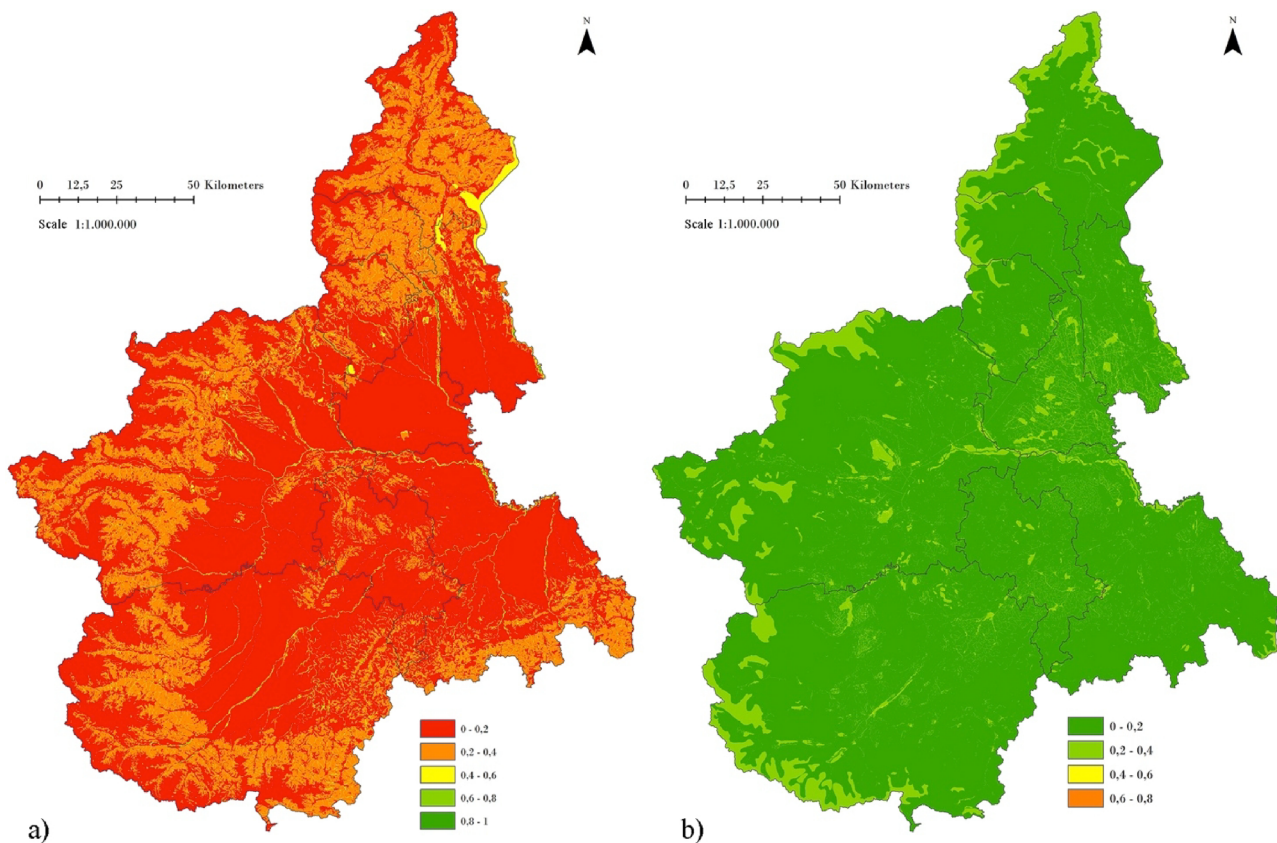 N
0 12,5 25 50 Kilometers
Scale 1:1.000.000
0 - 0,2
0,2 - 0,4
0,4 - 0,6
0,6 - 0,8
0,8 - 1
a)
N
0 12,5 25 50 Kilometers
Scale 1:1.000.000
0 - 0,2
0,2 - 0,4
0,4 - 0,6
0,6 - 0,8
b)